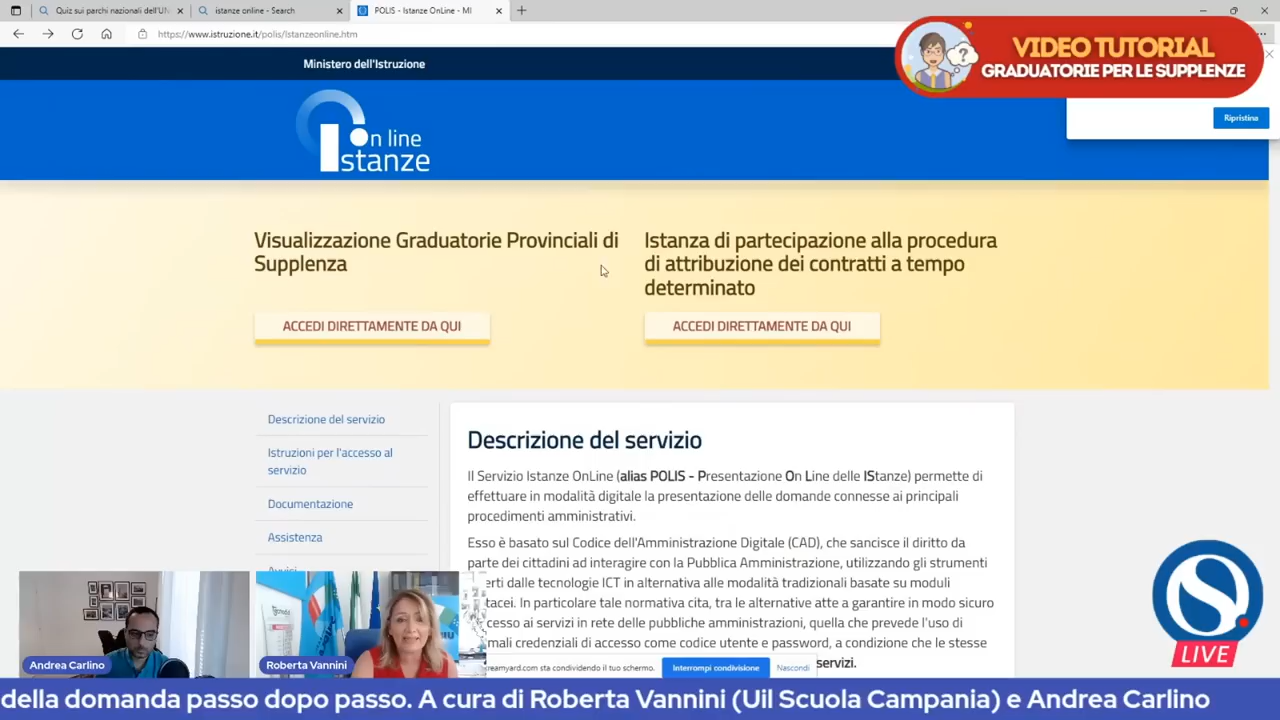 Quiz sui parchi nazionali dell'UN
istanze online - Search
POLIS - Istanze OnLine - MI
https://www.istruzione.it/polis/Istanzeonline.htm
VIDEO TUTORIAL
GRADUATORIE PER LE SUPPLENZE
Ministero dell'Istruzione
Ripristina
On line
Istanze
Visualizzazione Graduatorie Provinciali di
Supplenza
ACCEDI DIRETTAMENTE DA QUI
Istanza di partecipazione alla procedura
di attribuzione dei contratti a tempo
determinato
ACCEDI DIRETTAMENTE DA QUI
Descrizione del servizio
Istruzioni per l'accesso al
servizio
Documentazione
Assistenza
Avvisi
Descrizione del servizio
Il Servizio Istanze OnLine (alias POLIS - Presentazione On Line delle IStanze) permette di
effettuare in modalità digitale la presentazione delle domande connesse ai principali
procedimenti amministrativi.
Esso è basato sul Codice dell'Amministrazione Digitale (CAD), che sancisce il diritto da
parte dei cittadini ad interagire con la Pubblica Amministrazione, utilizzando gli strumenti
erti dalle tecnologie ICT in alternativa alle modalità tradizionali basate su moduli
tacei. In particolare tale normativa cita, tra le alternative atte a garantire in modo sicuro
cesso ai servizi in rete delle pubbliche amministrazioni, quella che prevede l'uso di
mali credenziali di accesso come codice utente e password, a condizione che le stesse
servizi.
eamyard.com sta condividendo il tuo schermo.
Interrompi condivisione
Nascondi
Andrea Carlino
Roberta Vannini
S
LIVE
della domanda passo dopo passo. A cura di Roberta Vannini (Uil Scuola Campania) e Andrea Carlino